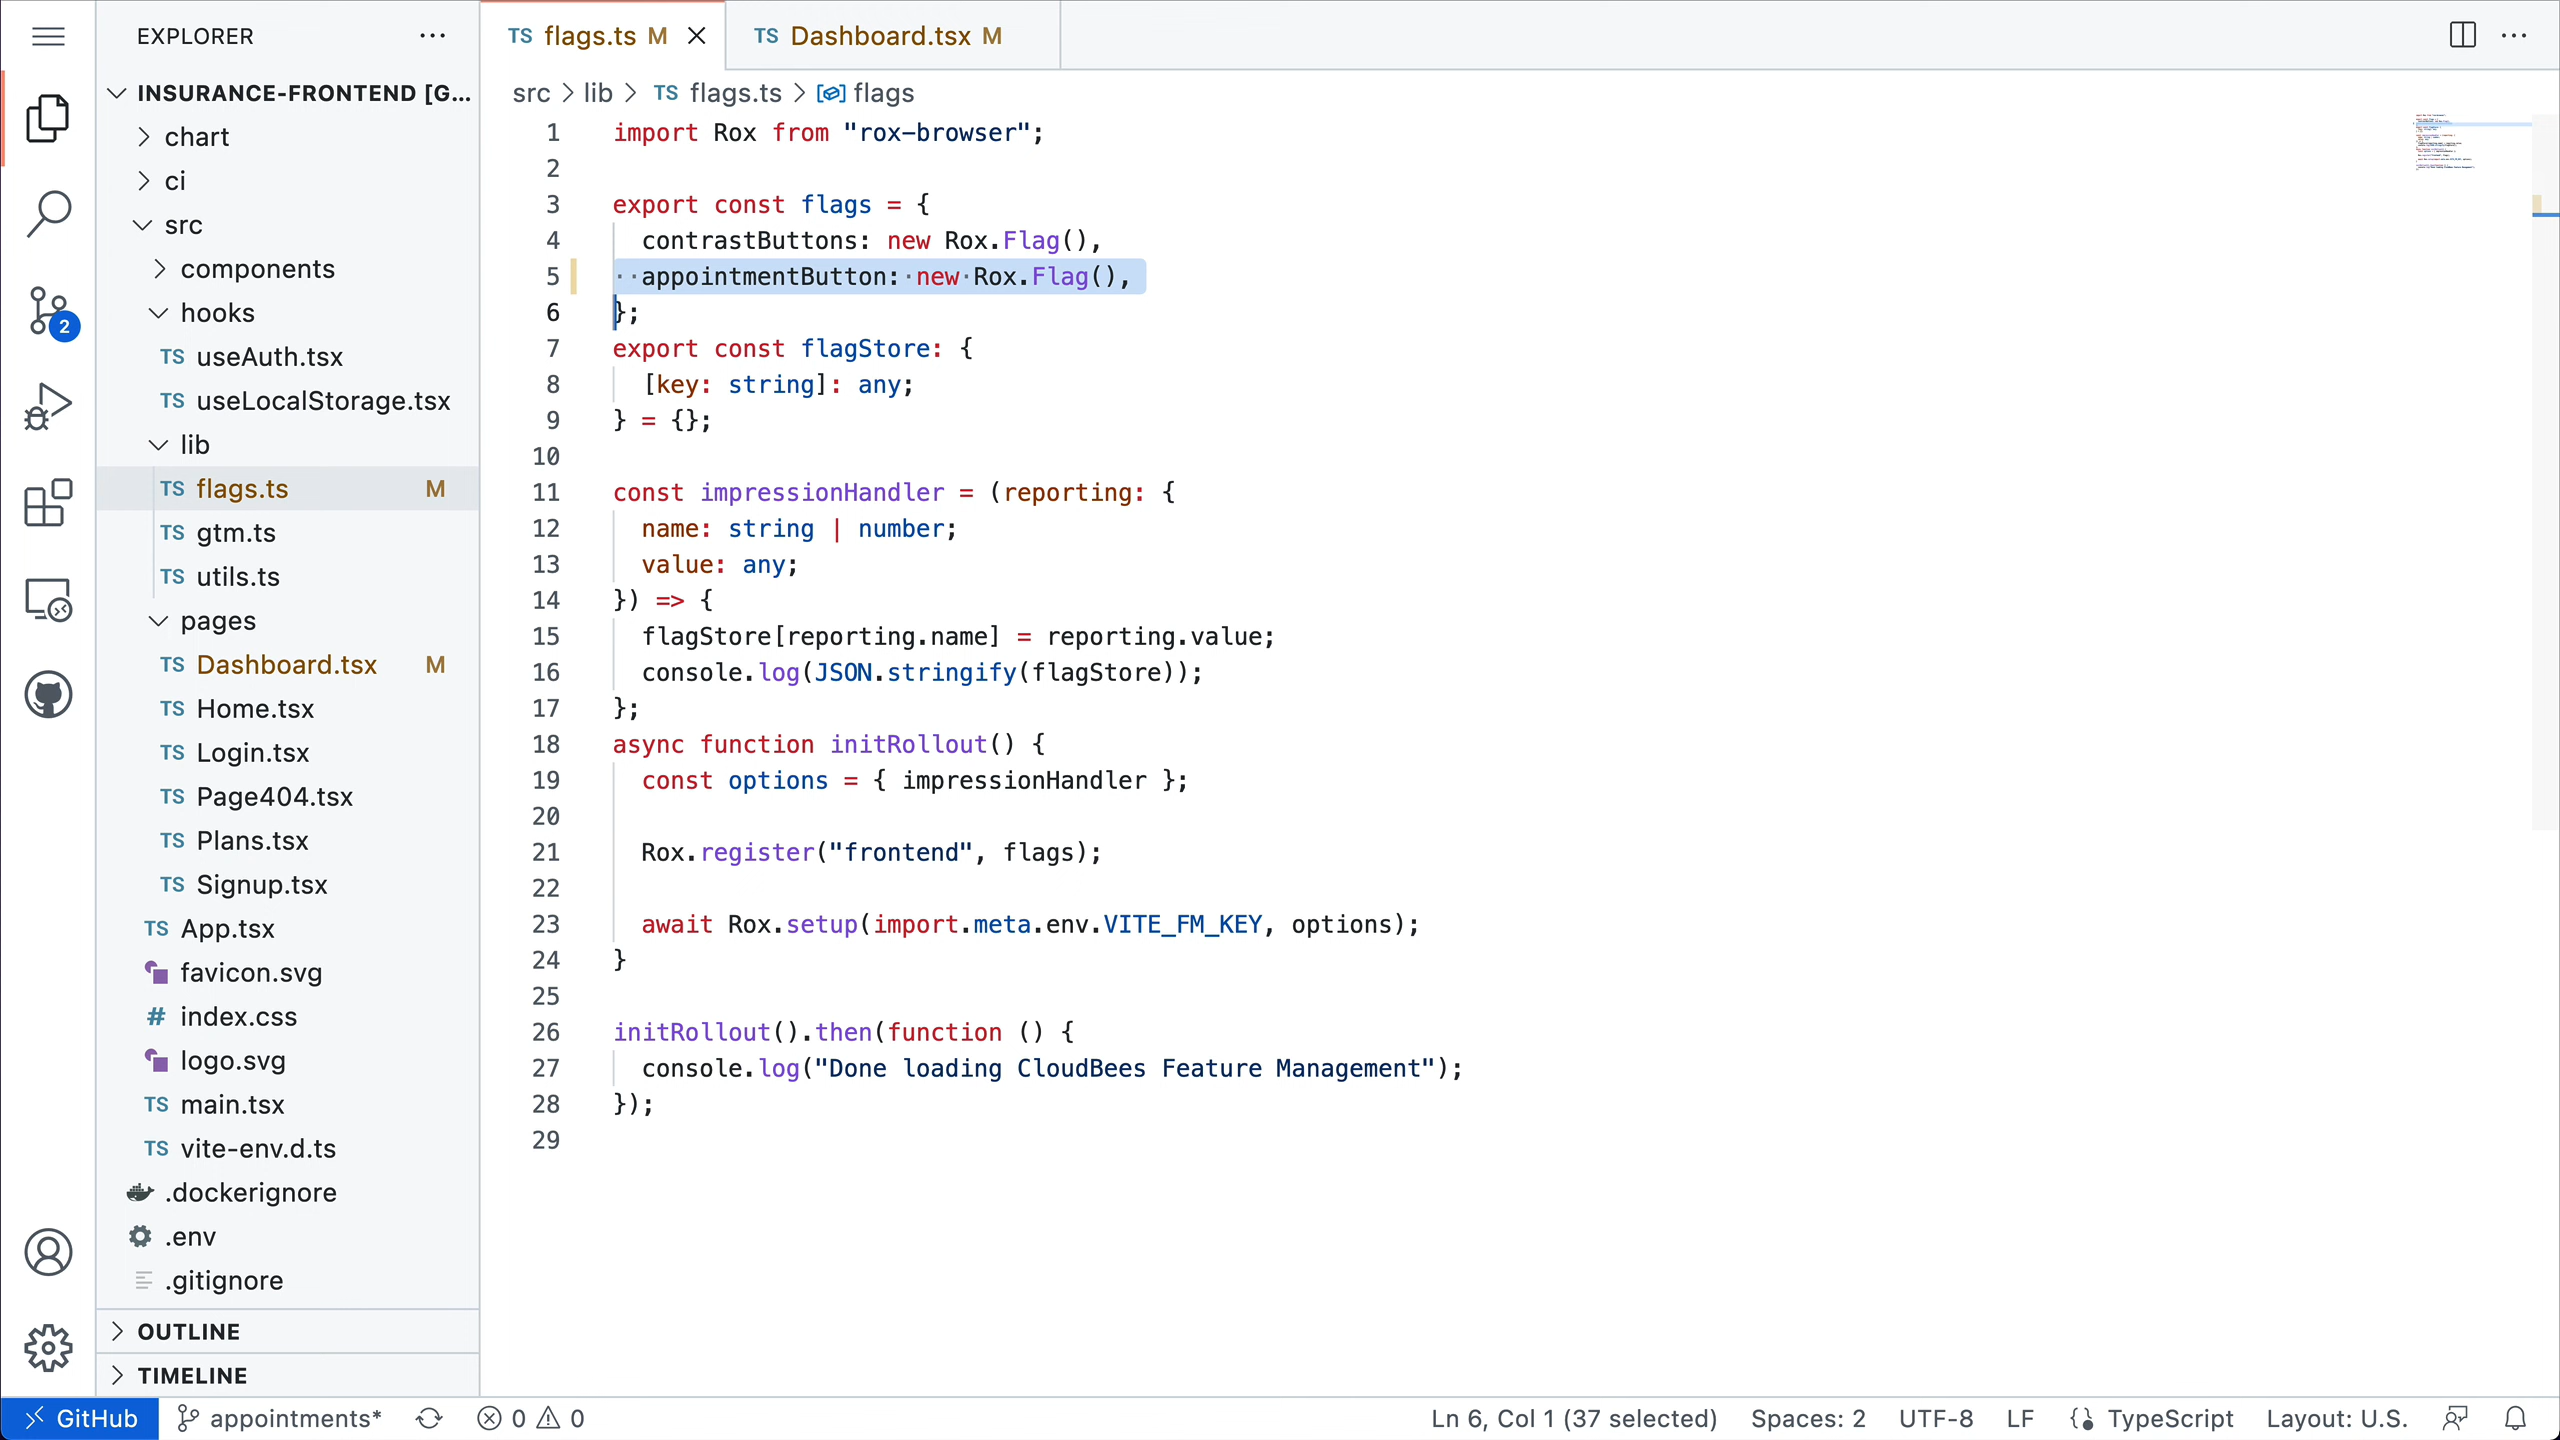 EXPLORER
INSURANCE-FRONTEND [G...
chart
ci
src
components
hooks
TS useAuth.tsx
TS useLocalStorage.tsx
lib
TS flags.ts M
TS gtm.ts
TS utils.ts
pages
TS Dashboard.tsx M
TS Home.tsx
TS Login.tsx
TS Page404.tsx
TS Plans.tsx
TS Signup.tsx
TS App.tsx
favicon.svg
# index.css
logo.svg
TS main.tsx
TS vite-env.d.ts
.dockerignore
.env
.gitignore
OUTLINE
TIMELINE
2
TS flags.ts M
TS Dashboard.tsx M
src > lib > TS flags.ts > flags
1 import Rox from "rox-browser";
2
3 export const flags = {
4 contrastButtons: new Rox.Flag(),
5 ··appointmentButton:·new·Rox.Flag(),
6 };
7 export const flagStore: {
8 [key: string]: any;
9 } = {};
10
11 const impressionHandler = (reporting: {
12 name: string | number;
13 value: any;
14 }) => {
15 flagStore[reporting.name] = reporting.value;
16 console.log(JSON.stringify(flagStore));
17 };
18 async function initRollout() {
19 const options = { impressionHandler };
20
21 Rox.register("frontend", flags);
22
23 await Rox.setup(import.meta.env.VITE_FM_KEY, options);
24 }
25
26 initRollout().then(function () {
27 console.log("Done loading CloudBees Feature Management");
28 });
29
GitHub appointments* 0 0 Ln 6, Col 1 (37 selected) Spaces: 2 UTF-8 LF TypeScript Layout: U.S.